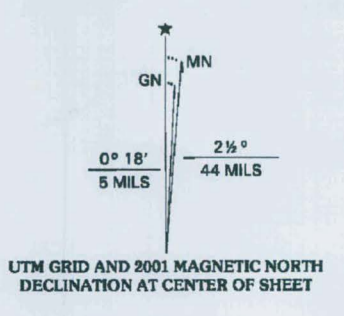 ★
MN
GN
0° 18′
5 MILS
2½°
44 MILS
UTM GRID AND 2001 MAGNETIC NORTH
DECLINATION AT CENTER OF SHEET